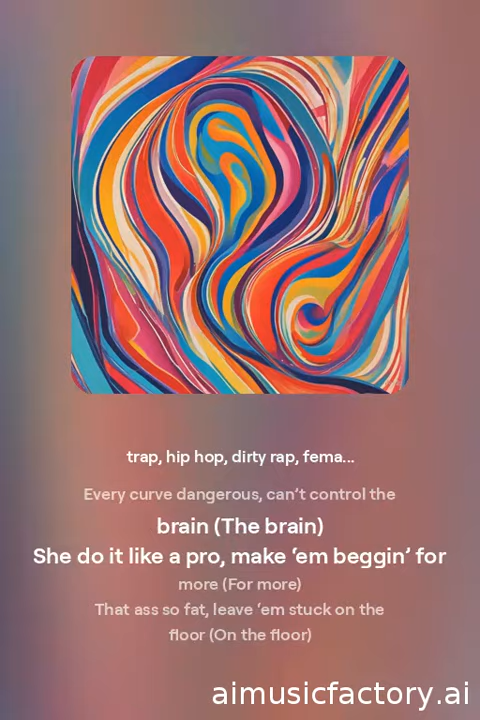 trap, hip hop, dirty rap, fema...
Every curve dangerous, can’t control the
brain (The brain)
She do it like a pro, make ‘em beggin’ for
more (For more)
That ass so fat, leave ‘em stuck on the
floor (On the floor)
aimusicfactory.ai